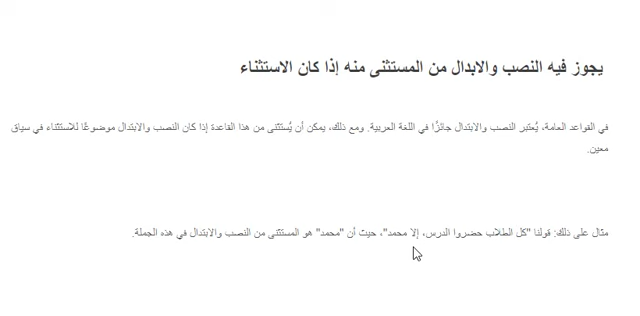 يجوز فيه النصب والابدال من المستثنى منه إذا كان الاستثناء
في القواعد العامة، يُعتبر النصب والابتدال جائزًا في اللغة العربية. ومع ذلك، يمكن أن يُستثنى من هذا القاعدة إذا كان النصب والابتدال موضوعًا للاستثناء في سياق
معين.
مثال على ذلك: قولنا "كل الطلاب حضروا الدرس، إلا محمد"، حيث أن "محمد" هو المستثنى من النصب والابتدال في هذه الجملة.